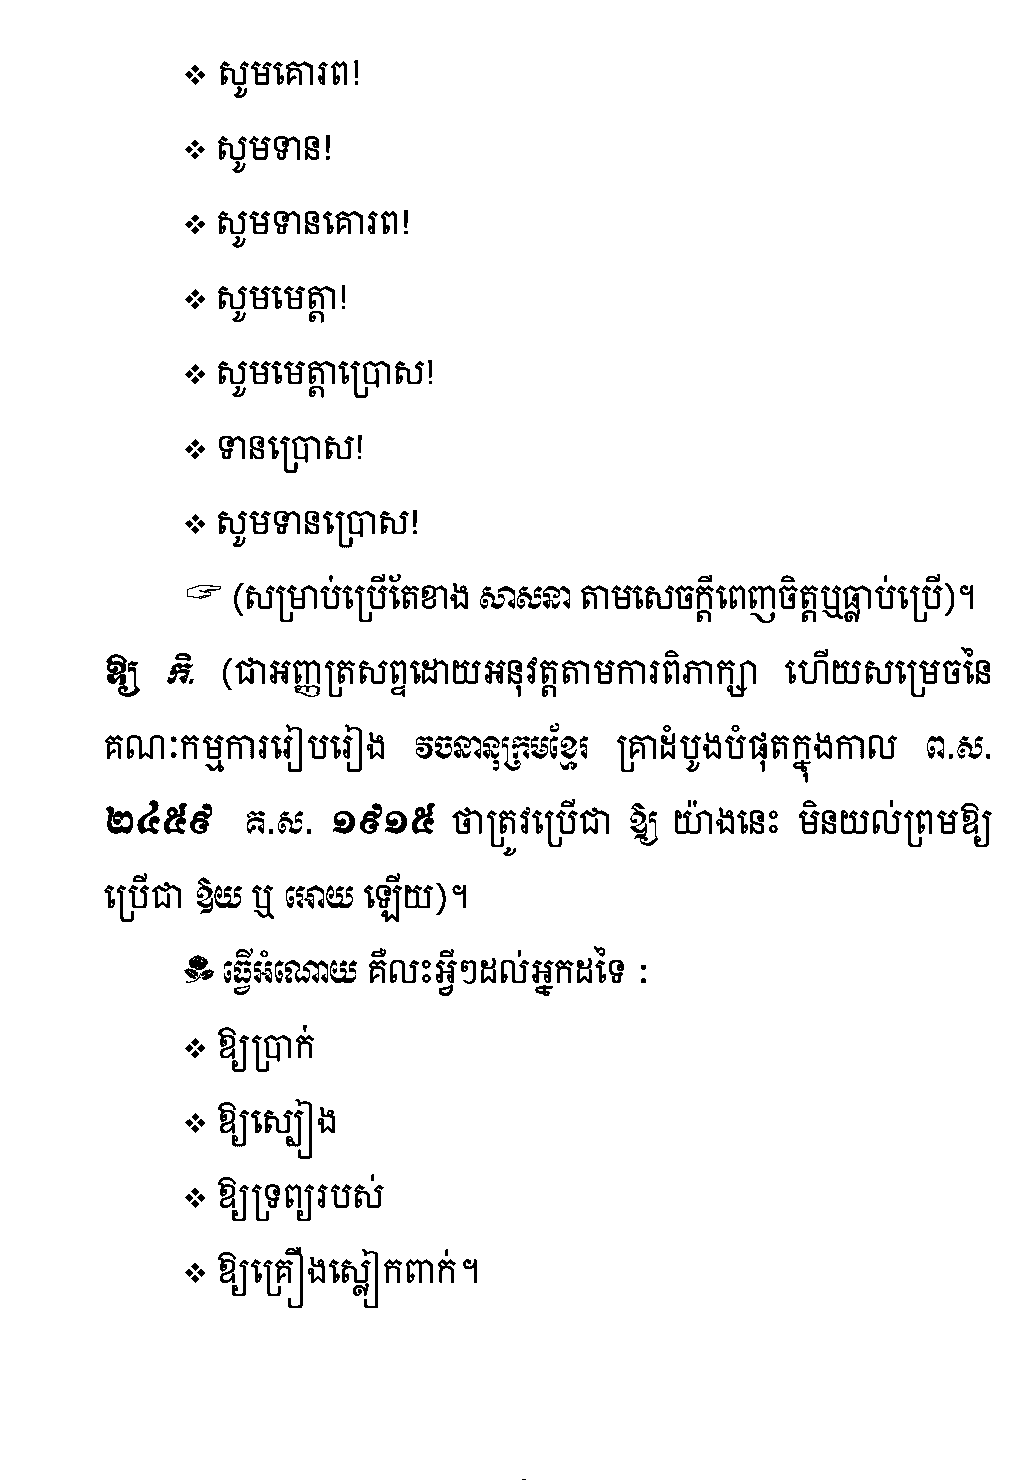 ❖ សូមគោរព!
❖ សូមទាន!
❖ សូមទានគោរព!
❖ សូមមេត្តា!
❖ សូមមេត្តាប្រោស!
❖ ទានប្រោស!
❖ សូមទានប្រោស!
☞ (សម្រាប់ប្រើតែខាង សាសនា តាមសេចក្ដីពេញចិត្តឬធ្លាប់ប្រើ)។
ឱ្យ កិ. (ជាអញ្ញត្រសព្ទដោយអនុវត្តតាមការពិភាក្សា ហើយសម្រេចនៃ
គណៈកម្មការរៀបរៀង វចនានុក្រមខ្មែរ គ្រាដំបូងបំផុតក្នុងកាល ព.ស.
២៤៥៩ គ.ស. ១៩១៥ ថាត្រូវប្រើជា ឱ្យ យ៉ាងនេះ មិនយល់ព្រមឱ្យ
ប្រើជា ឱិយ ឬ អោយ ឡើយ)។
ធ្វើអំណោយ គឺលះអ្វីៗដល់អ្នកដទៃ :
❖ ឱ្យប្រាក់
❖ ឱ្យស្បៀង
❖ ឱ្យទ្រព្យរបស់
❖ ឱ្យគ្រឿងស្លៀកពាក់។